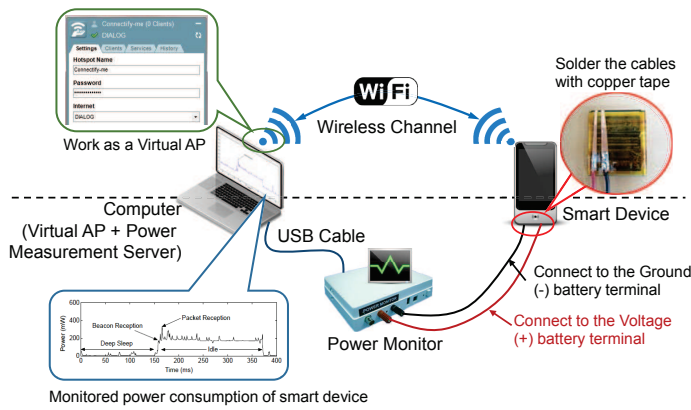 Connectify-me (0 Clients)
DIALOG
Settings Clients Services History
Hotspot Name
Connectify-me
Password
Internet
DIALOG
Work as a Virtual AP
Wi Fi
Wireless Channel
Solder the cables
with copper tape
Computer
(Virtual AP + Power
Measurement Server)
USB Cable
Smart Device
POWER MONITOR
Power Monitor
Connect to the Ground
(-) battery terminal
Connect to the Voltage
(+) battery terminal
Power (mW)
600
400
200
0
Beacon Reception
Packet Reception
Deep Sleep
Idle
0 50 100 150 200 250 300 350 400
Time (ms)
Monitored power consumption of smart device